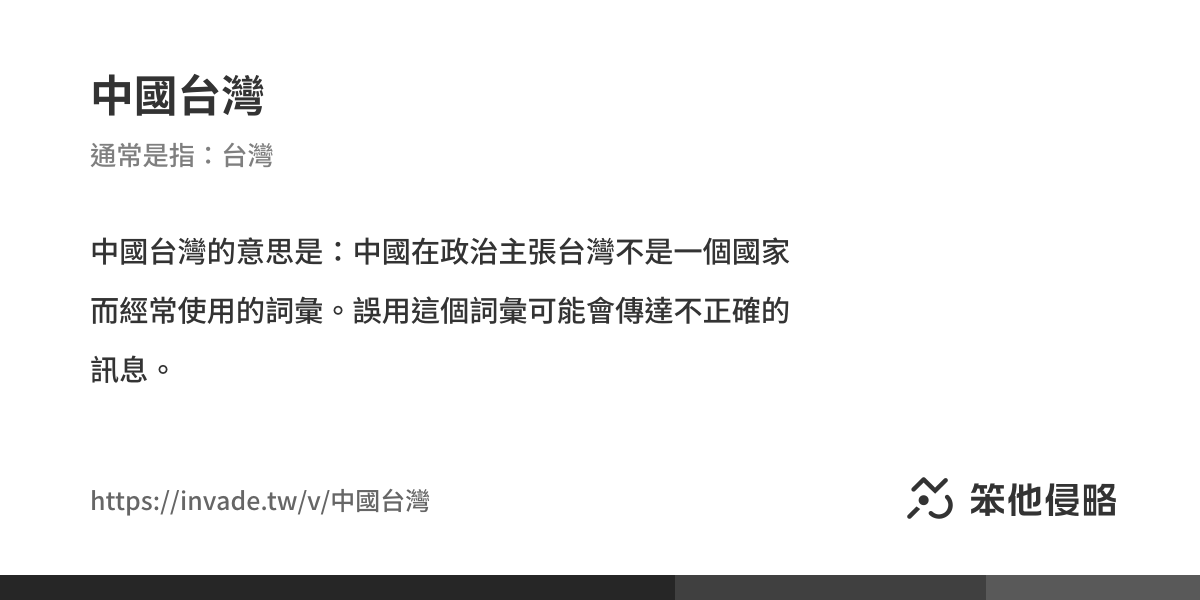 中國台灣
通常是指：台灣
中國台灣的意思是：中國在政治主張台灣不是一個國家
而經常使用的詞彙。誤用這個詞彙可能會傳達不正確的
訊息。
https://invade.tw/v/中國台灣
笨他侵略